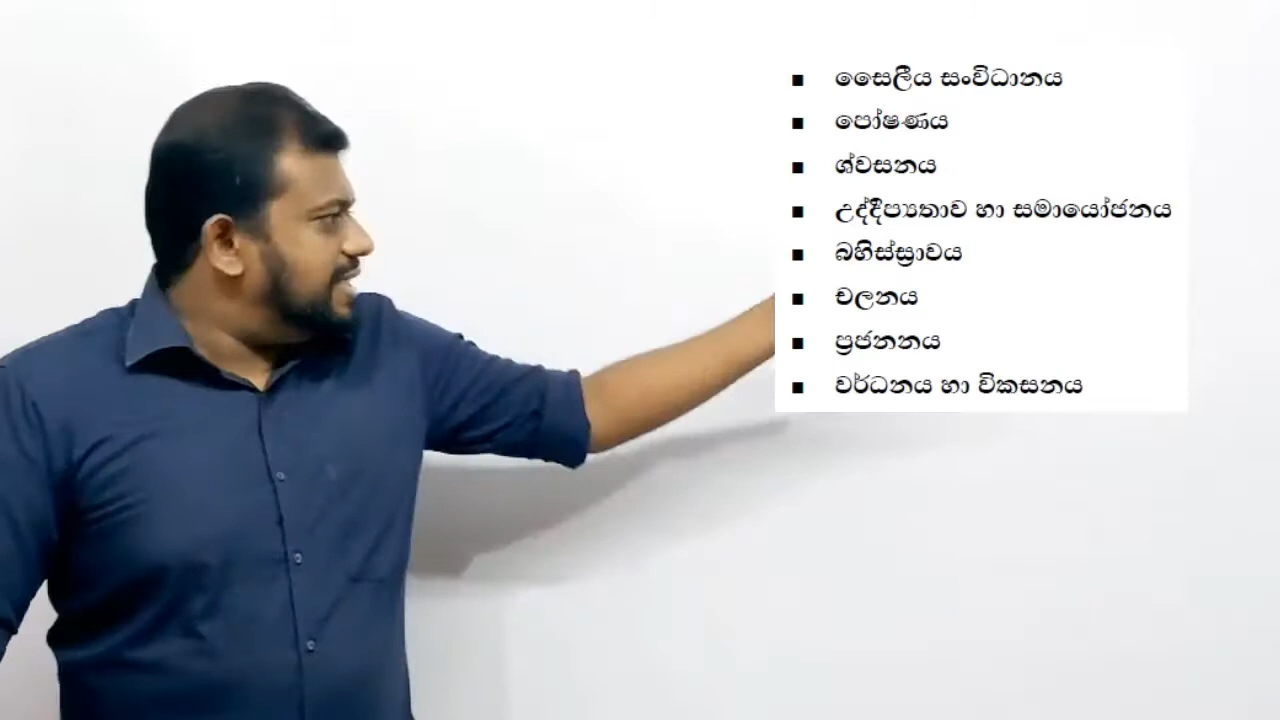 ▪ සෛලීය සංවිධානය
▪ පෝෂණය
▪ ශ්වසනය
▪ උද්දීප්‍යතාව හා සමායෝජනය
▪ බහිස්ස්‍රාවය
▪ චලනය
▪ ප්‍රජනනය
▪ වර්ධනය හා විකසනය